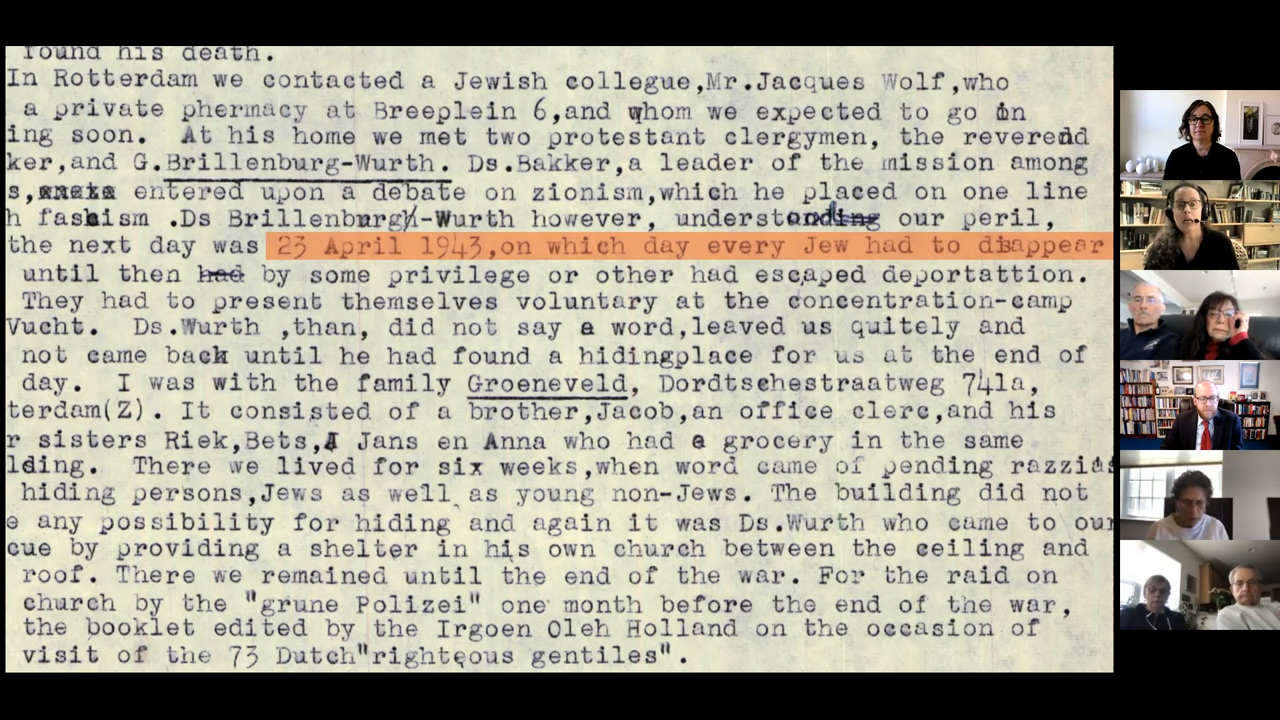 found his death.
In Rotterdam we contacted a Jewish collegue,Mr.Jacques Wolf,who
a private pharmacy at Breeplein 6,and whom we expected to go in
ing soon. At his home we met two protestant clergymen, the reverend
ker,and G.Brillenburg-Wurth. Ds.Bakker,a leader of the mission among
s, entered upon a debate on zionism,which he placed on one line
h fascism .Ds Brillenburg-Wurth however, understood our peril,
the next day was 23 April 1943,on which day every Jew had to disappear
until then had by some privilege or other had escaped deportattion.
They had to present themselves voluntary at the concentration-camp
Vucht. Ds.Wurth ,than, did not say a word,leaved us quitely and
not came back until he had found a hidingplace for us at the end of
day. I was with the family Groeneveld, Dordtschestraatweg 741a,
terdam(Z). It consisted of a brother,Jacob,an office clerc,and his
r sisters Riek,Bets, Jans en Anna who had a grocery in the same
lding. There we lived for six weeks,when word came of pending razzias
hiding persons,Jews as well as young non-Jews. The building did not
e any possibility for hiding and again it was Ds.Wurth who came to our
cue by providing a shelter in his own church between the ceiling and
roof. There we remained until the end of the war. For the raid on
church by the "grune Polizei" one month before the end of the war,
the booklet edited by the Irgoen Oleh Holland on the occasion of
visit of the 73 Dutch"righteous gentiles".